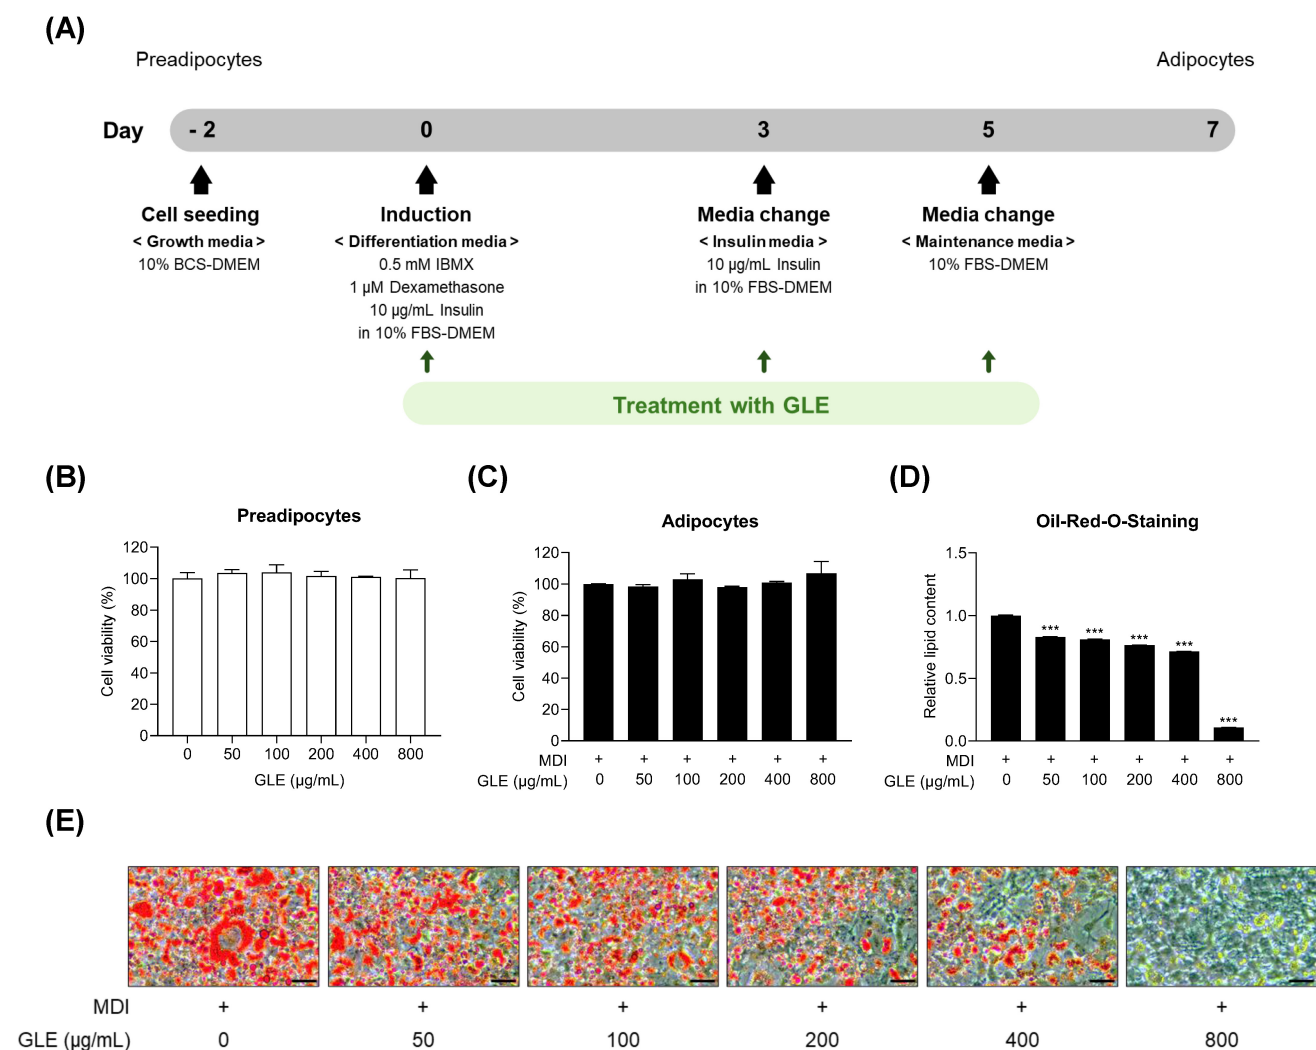 (A)
Preadipocytes
Adipocytes
Day - 2 0 3 5 7
Cell seeding
< Growth media >
10% BCS-DMEM
Induction
< Differentiation media >
0.5 mM IBMX
1 µM Dexamethasone
10 µg/mL Insulin
in 10% FBS-DMEM
Media change
< Insulin media >
10 µg/mL Insulin
in 10% FBS-DMEM
Media change
< Maintenance media >
10% FBS-DMEM
Treatment with GLE
(B)
Preadipocytes
Cell viability (%)
120
100
80
60
40
20
0
0 50 100 200 400 800
GLE (µg/mL)
(C)
Adipocytes
Cell viability (%)
120
100
80
60
40
20
0
MDI + + + + + +
GLE (µg/mL) 0 50 100 200 400 800
(D)
Oil-Red-O-Staining
Relative lipid content
1.5
1.0
0.5
0.0
*** *** *** *** ***
MDI + + + + + +
GLE (µg/mL) 0 50 100 200 400 800
(E)
MDI + + + + + +
GLE (µg/mL) 0 50 100 200 400 800